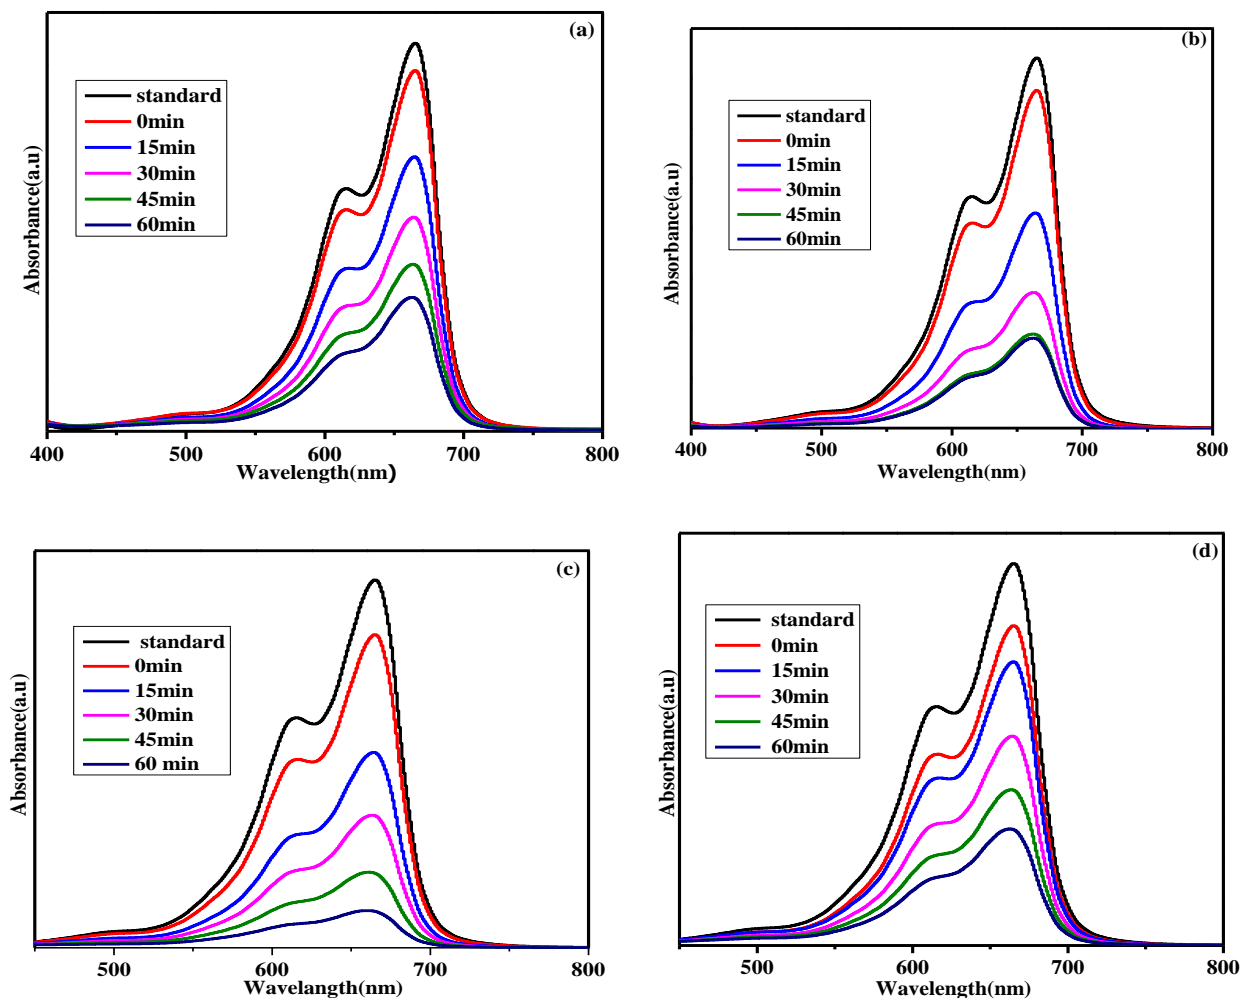 (a)
standard
0min
15min
30min
45min
60min
Absorbance(a.u)
400 500 600 700 800
Wavelength(nm)
(b)
standard
0min
15min
30min
45min
60min
Absorbance(a.u)
400 500 600 700 800
Wavelength(nm)
(c)
standard
0min
15min
30min
45min
60 min
Absorbance(a.u)
500 600 700 800
Wavelangth(nm)
(d)
standard
0min
15min
30min
45min
60min
Absorbance(a.u)
500 600 700 800
Wavelength(nm)